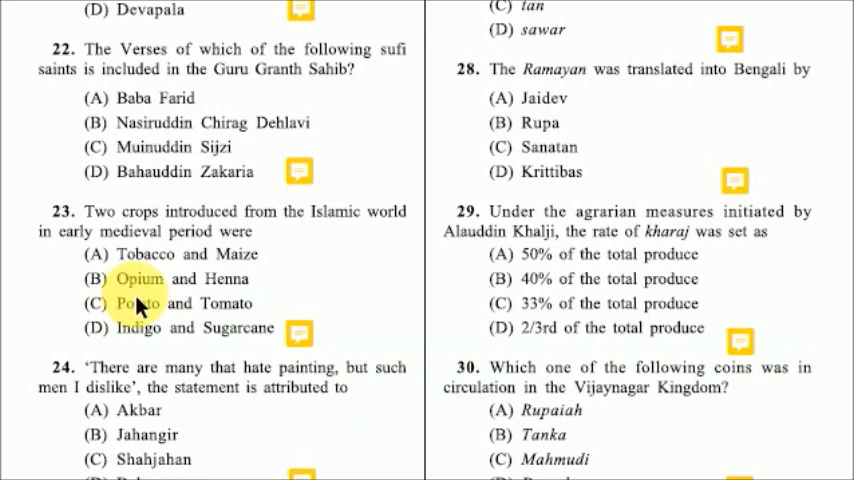 (D) Devapala
22. The Verses of which of the following sufi
saints is included in the Guru Granth Sahib?
(A) Baba Farid
(B) Nasiruddin Chirag Dehlavi
(C) Muinuddin Sijzi
(D) Bahauddin Zakaria
23. Two crops introduced from the Islamic world
in early medieval period were
(A) Tobacco and Maize
(B) Opium and Henna
(C) Potato and Tomato
(D) Indigo and Sugarcane
24. ‘There are many that hate painting, but such
men I dislike’, the statement is attributed to
(A) Akbar
(B) Jahangir
(C) Shahjahan
(C) tan
(D) sawar
28. The Ramayan was translated into Bengali by
(A) Jaidev
(B) Rupa
(C) Sanatan
(D) Krittibas
29. Under the agrarian measures initiated by
Alauddin Khalji, the rate of kharaj was set as
(A) 50% of the total produce
(B) 40% of the total produce
(C) 33% of the total produce
(D) 2/3rd of the total produce
30. Which one of the following coins was in
circulation in the Vijaynagar Kingdom?
(A) Rupaiah
(B) Tanka
(C) Mahmudi